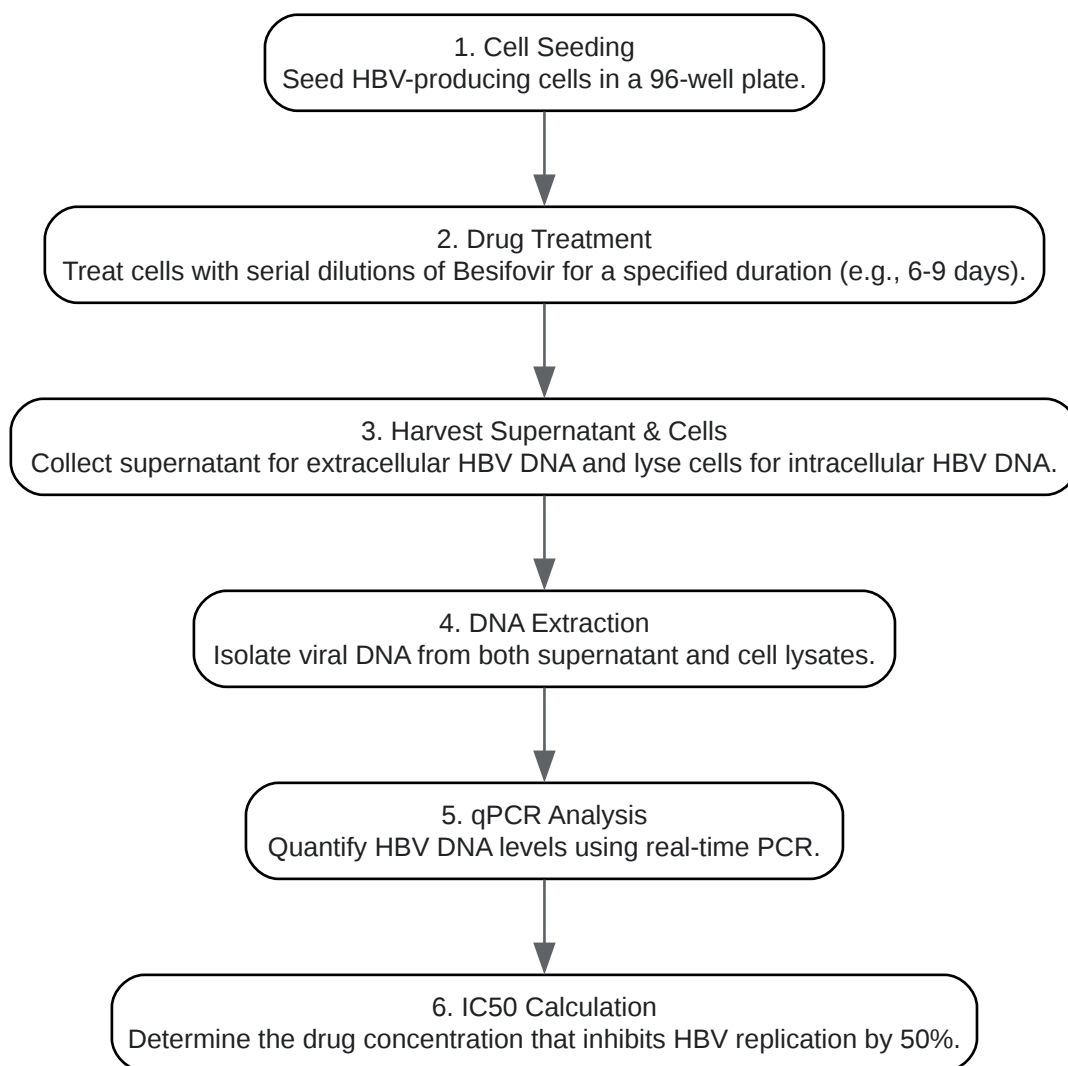 1. Cell Seeding
Seed HBV-producing cells in a 96-well plate.
2. Drug Treatment
Treat cells with serial dilutions of Besifovir for a specified duration (e.g., 6-9 days).
3. Harvest Supernatant & Cells
Collect supernatant for extracellular HBV DNA and lyse cells for intracellular HBV DNA.
4. DNA Extraction
Isolate viral DNA from both supernatant and cell lysates.
5. qPCR Analysis
Quantify HBV DNA levels using real-time PCR.
6. IC50 Calculation
Determine the drug concentration that inhibits HBV replication by 50%.